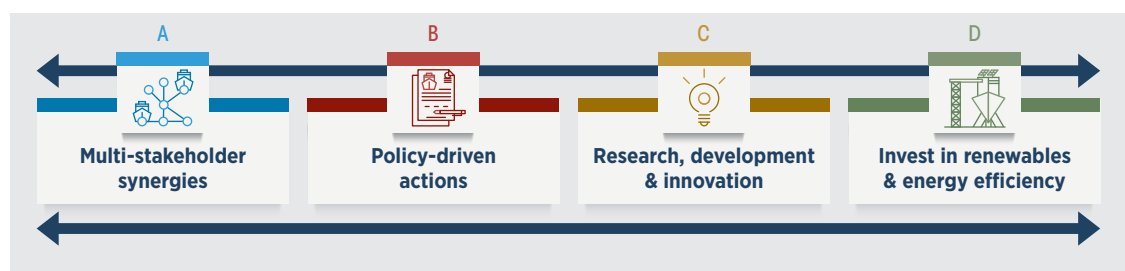 A
B
C
D
Multi-stakeholder
synergies
Policy-driven
actions
Research, development
& innovation
Invest in renewables
& energy efficiency